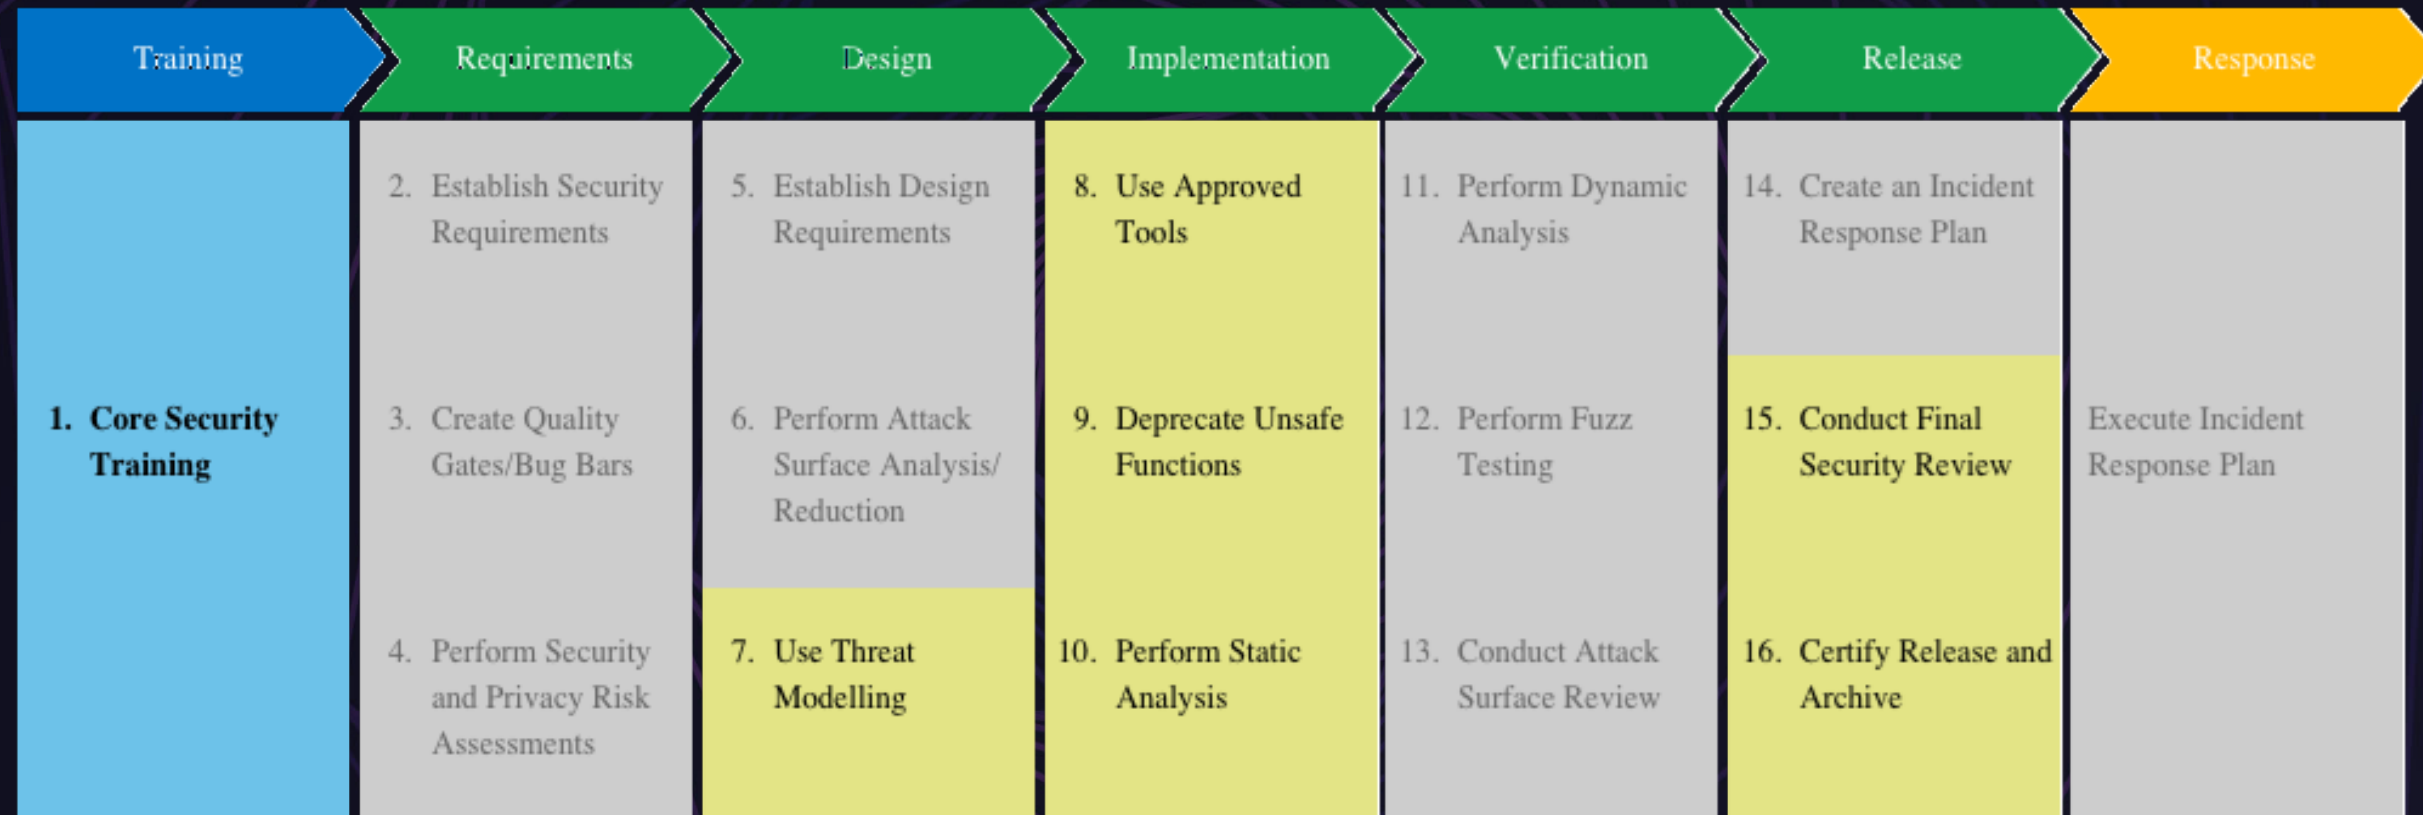 Training
Requirements
Design
Implementation
Verification
Release
Response
1. Core Security
Training
2. Establish Security
Requirements
3. Create Quality
Gates/Bug Bars
4. Perform Security
and Privacy Risk
Assessments
5. Establish Design
Requirements
6. Perform Attack
Surface Analysis/
Reduction
7. Use Threat
Modelling
8. Use Approved
Tools
9. Deprecate Unsafe
Functions
10. Perform Static
Analysis
11. Perform Dynamic
Analysis
12. Perform Fuzz
Testing
13. Conduct Attack
Surface Review
14. Create an Incident
Response Plan
15. Conduct Final
Security Review
16. Certify Release and
Archive
Execute Incident
Response Plan